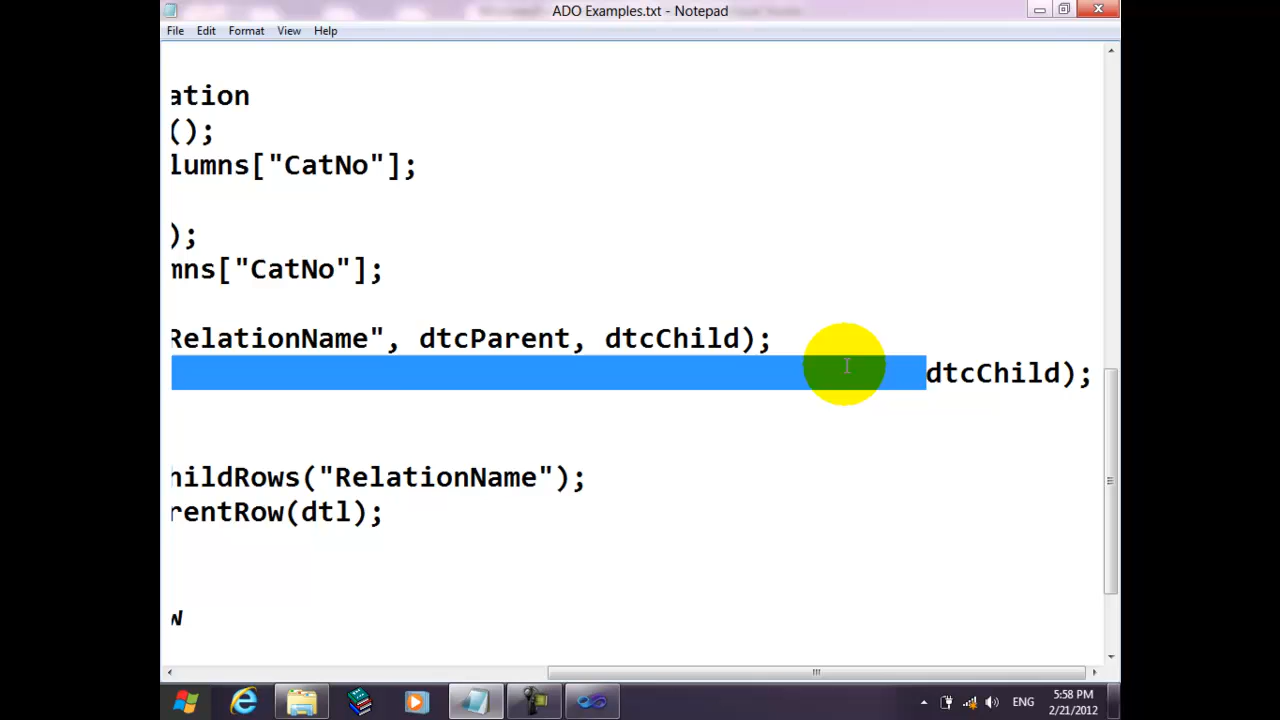 ADO Examples.txt - Notepad
File Edit Format View Help
ation
();
lumns["CatNo"];
);
mns["CatNo"];
RelationName", dtcParent, dtcChild);
dtcChild);
hildRows("RelationName");
rentRow(dtl);
w
ENG
5:58 PM
2/21/2012